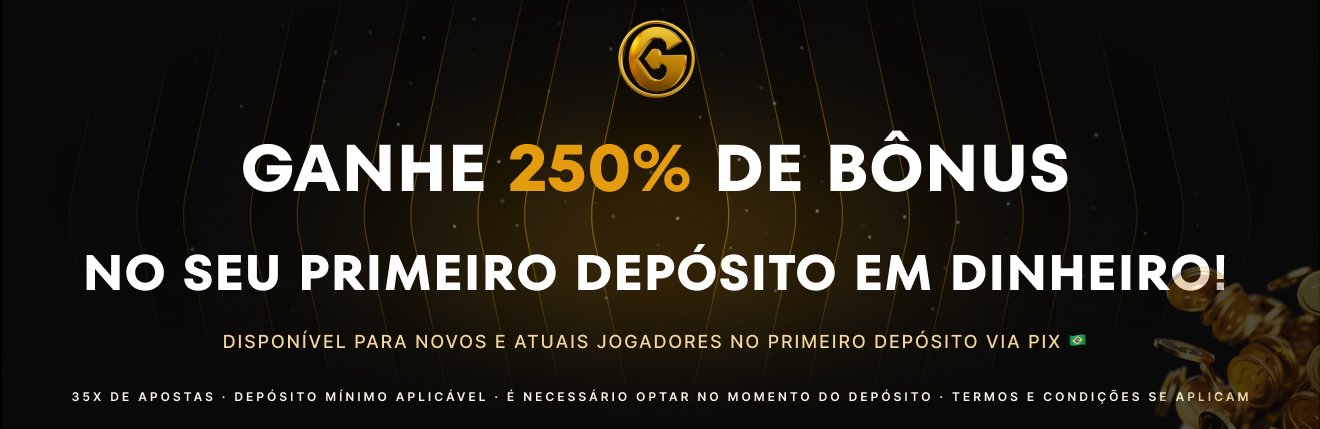 GANHE 250% DE BÔNUS
NO SEU PRIMEIRO DEPÓSITO EM DINHEIRO!
DISPONÍVEL PARA NOVOS E ATUAIS JOGADORES NO PRIMEIRO DEPÓSITO VIA PIX 🇧🇷
35X DE APOSTAS · DEPÓSITO MÍNIMO APLICÁVEL · É NECESSÁRIO OPTAR NO MOMENTO DO DEPÓSITO · TERMOS E CONDIÇÕES SE APLICAM